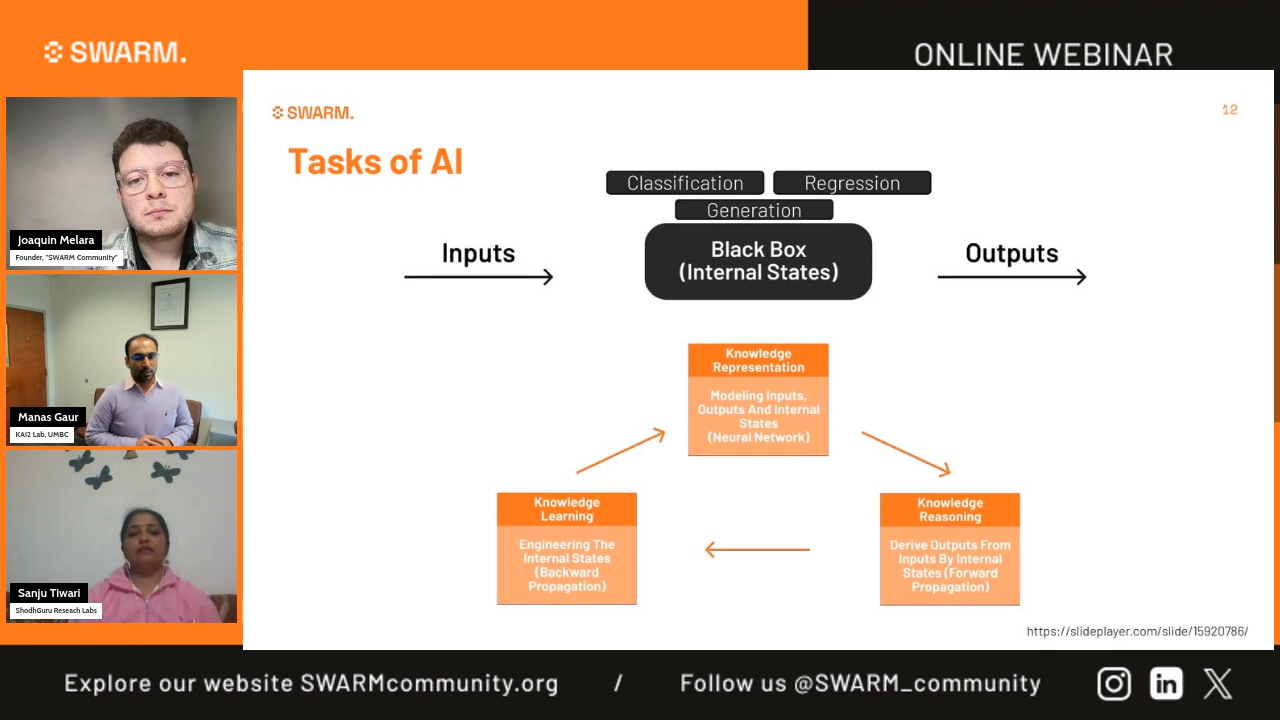 SWARM.
ONLINE WEBINAR
SWARM.
12
Tasks of AI
Classification
Regression
Generation
Inputs
Black Box
(Internal States)
Outputs
Knowledge
Representation
Modeling Inputs,
Outputs And Internal
States
(Neural Network)
Knowledge
Learning
Engineering The
Internal States
(Backward
Propagation)
Knowledge
Reasoning
Derive Outputs From
Inputs By Internal
States (Forward
Propagation)
https://slideplayer.com/slide/15920786/
Joaquin Melara
Founder, "SWARM Community"
Manas Gaur
KAI2 Lab, UMBC
Sanju Tiwari
ShodhGuru Reseach Labs
Explore our website SWARMcommunity.org / Follow us @SWARM_community
in